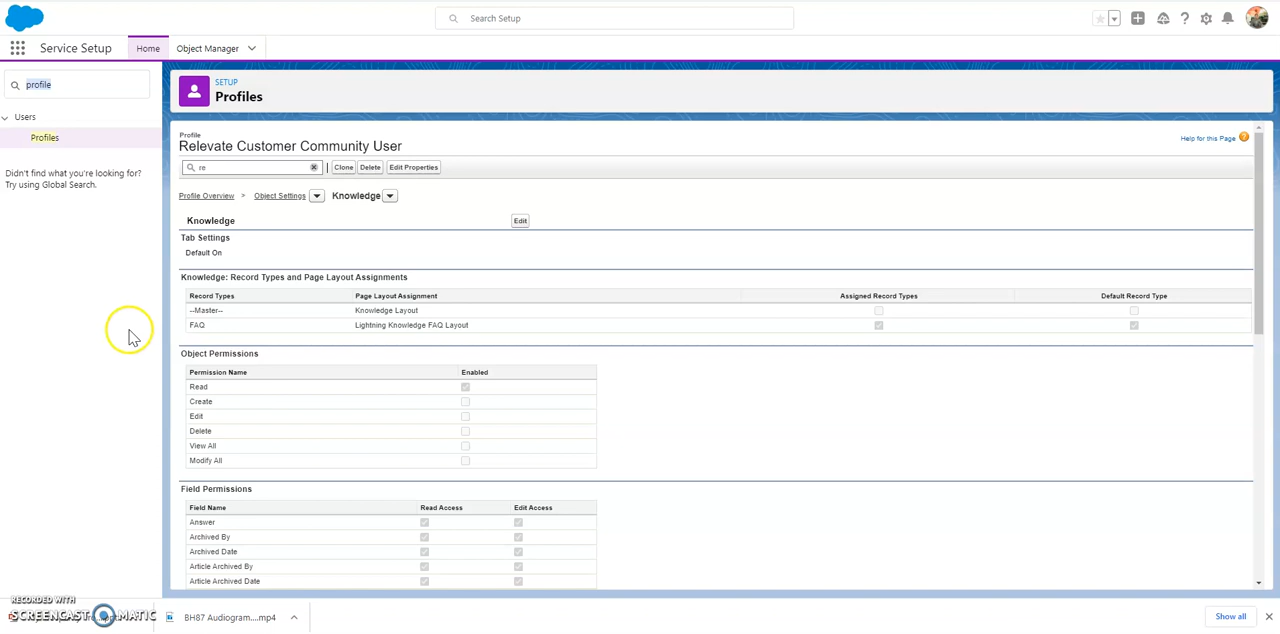 Search Setup
Service Setup
Home
Object Manager
profile
Users
Profiles
Didn't find what you're looking for?
Try using Global Search.
SETUP
Profiles
Profile
Relevate Customer Community User
Help for this Page
re
Clone
Delete
Edit Properties
Profile Overview > Object Settings Knowledge
Knowledge
Edit
Tab Settings
Default On
Knowledge: Record Types and Page Layout Assignments
Record Types Page Layout Assignment Assigned Record Types Default Record Type
--Master-- Knowledge Layout
FAQ Lightning Knowledge FAQ Layout
Object Permissions
Permission Name Enabled
Read
Create
Edit
Delete
View All
Modify All
Field Permissions
Field Name Read Access Edit Access
Answer
Archived By
Archived Date
Article Archived By
Article Archived Date
RECORDED WITH
SCREENCAST MATIC
BH87 Audiogram....mp4
Show all